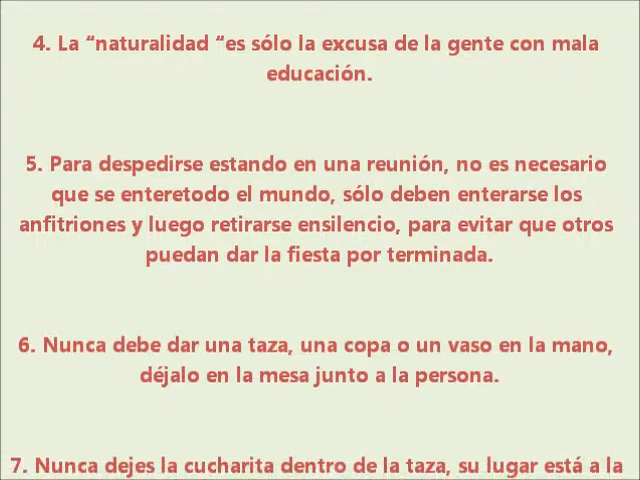 4. La “naturalidad “es sólo la excusa de la gente con mala
educación.
5. Para despedirse estando en una reunión, no es necesario
que se enteretodo el mundo, sólo deben enterarse los
anfitriones y luego retirarse ensilencio, para evitar que otros
puedan dar la fiesta por terminada.
6. Nunca debe dar una taza, una copa o un vaso en la mano,
déjalo en la mesa junto a la persona.
7. Nunca dejes la cucharita dentro de la taza, su lugar está a la